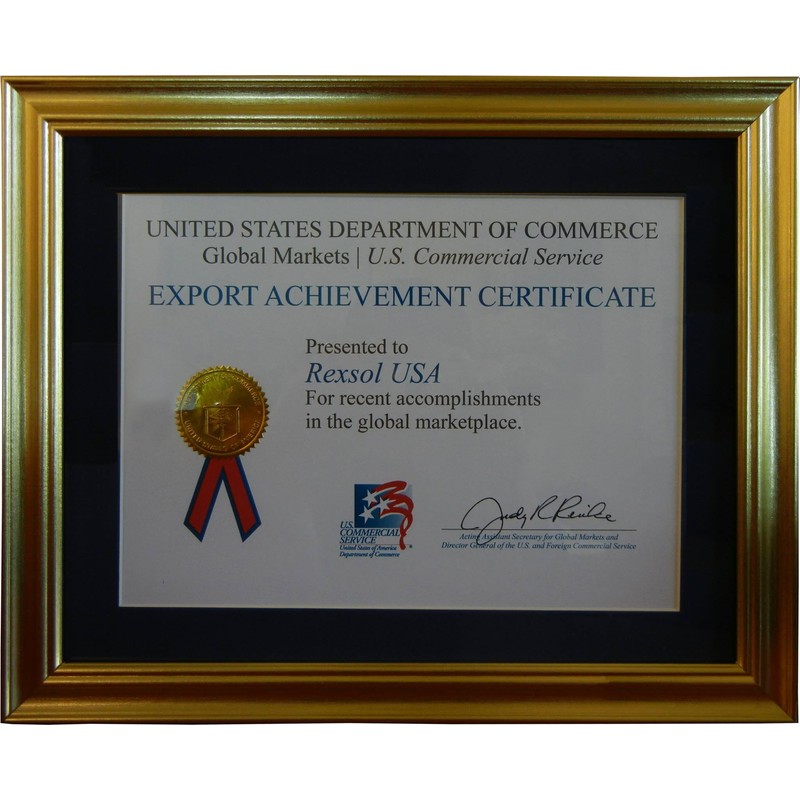 UNITED STATES DEPARTMENT OF COMMERCE
Global Markets | U.S. Commercial Service
EXPORT ACHIEVEMENT CERTIFICATE
Presented to
Rexsol USA
For recent accomplishments
in the global marketplace.
U.S.
COMMERCIAL
SERVICE
United States of America
Department of Commerce
Judy R Reinke
Acting Assistant Secretary for Global Markets and
Director General of the U.S. and Foreign Commercial Service